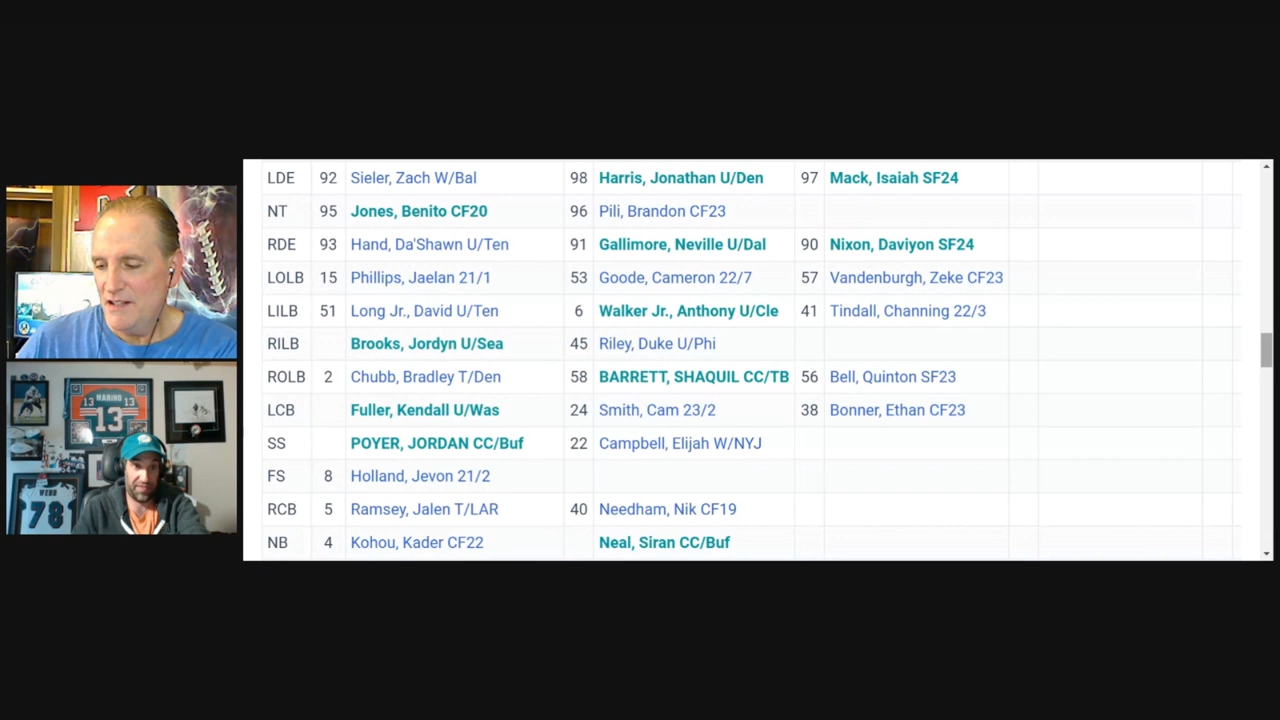 LDE 92 Sieler, Zach W/Bal 98 Harris, Jonathan U/Den 97 Mack, Isaiah SF24
NT 95 Jones, Benito CF20 96 Pili, Brandon CF23
RDE 93 Hand, Da'Shawn U/Ten 91 Gallimore, Neville U/Dal 90 Nixon, Daviyon SF24
LOLB 15 Phillips, Jaelan 21/1 53 Goode, Cameron 22/7 57 Vandenburgh, Zeke CF23
LILB 51 Long Jr., David U/Ten 6 Walker Jr., Anthony U/Cle 41 Tindall, Channing 22/3
RILB Brooks, Jordyn U/Sea 45 Riley, Duke U/Phi
ROLB 2 Chubb, Bradley T/Den 58 BARRETT, SHAQUIL CC/TB 56 Bell, Quinton SF23
LCB Fuller, Kendall U/Was 24 Smith, Cam 23/2 38 Bonner, Ethan CF23
SS POYER, JORDAN CC/Buf 22 Campbell, Elijah W/NYJ
FS 8 Holland, Jevon 21/2
RCB 5 Ramsey, Jalen T/LAR 40 Needham, Nik CF19
NB 4 Kohou, Kader CF22 Neal, Siran CC/Buf
MARINO
13 13
13
WEBB
78